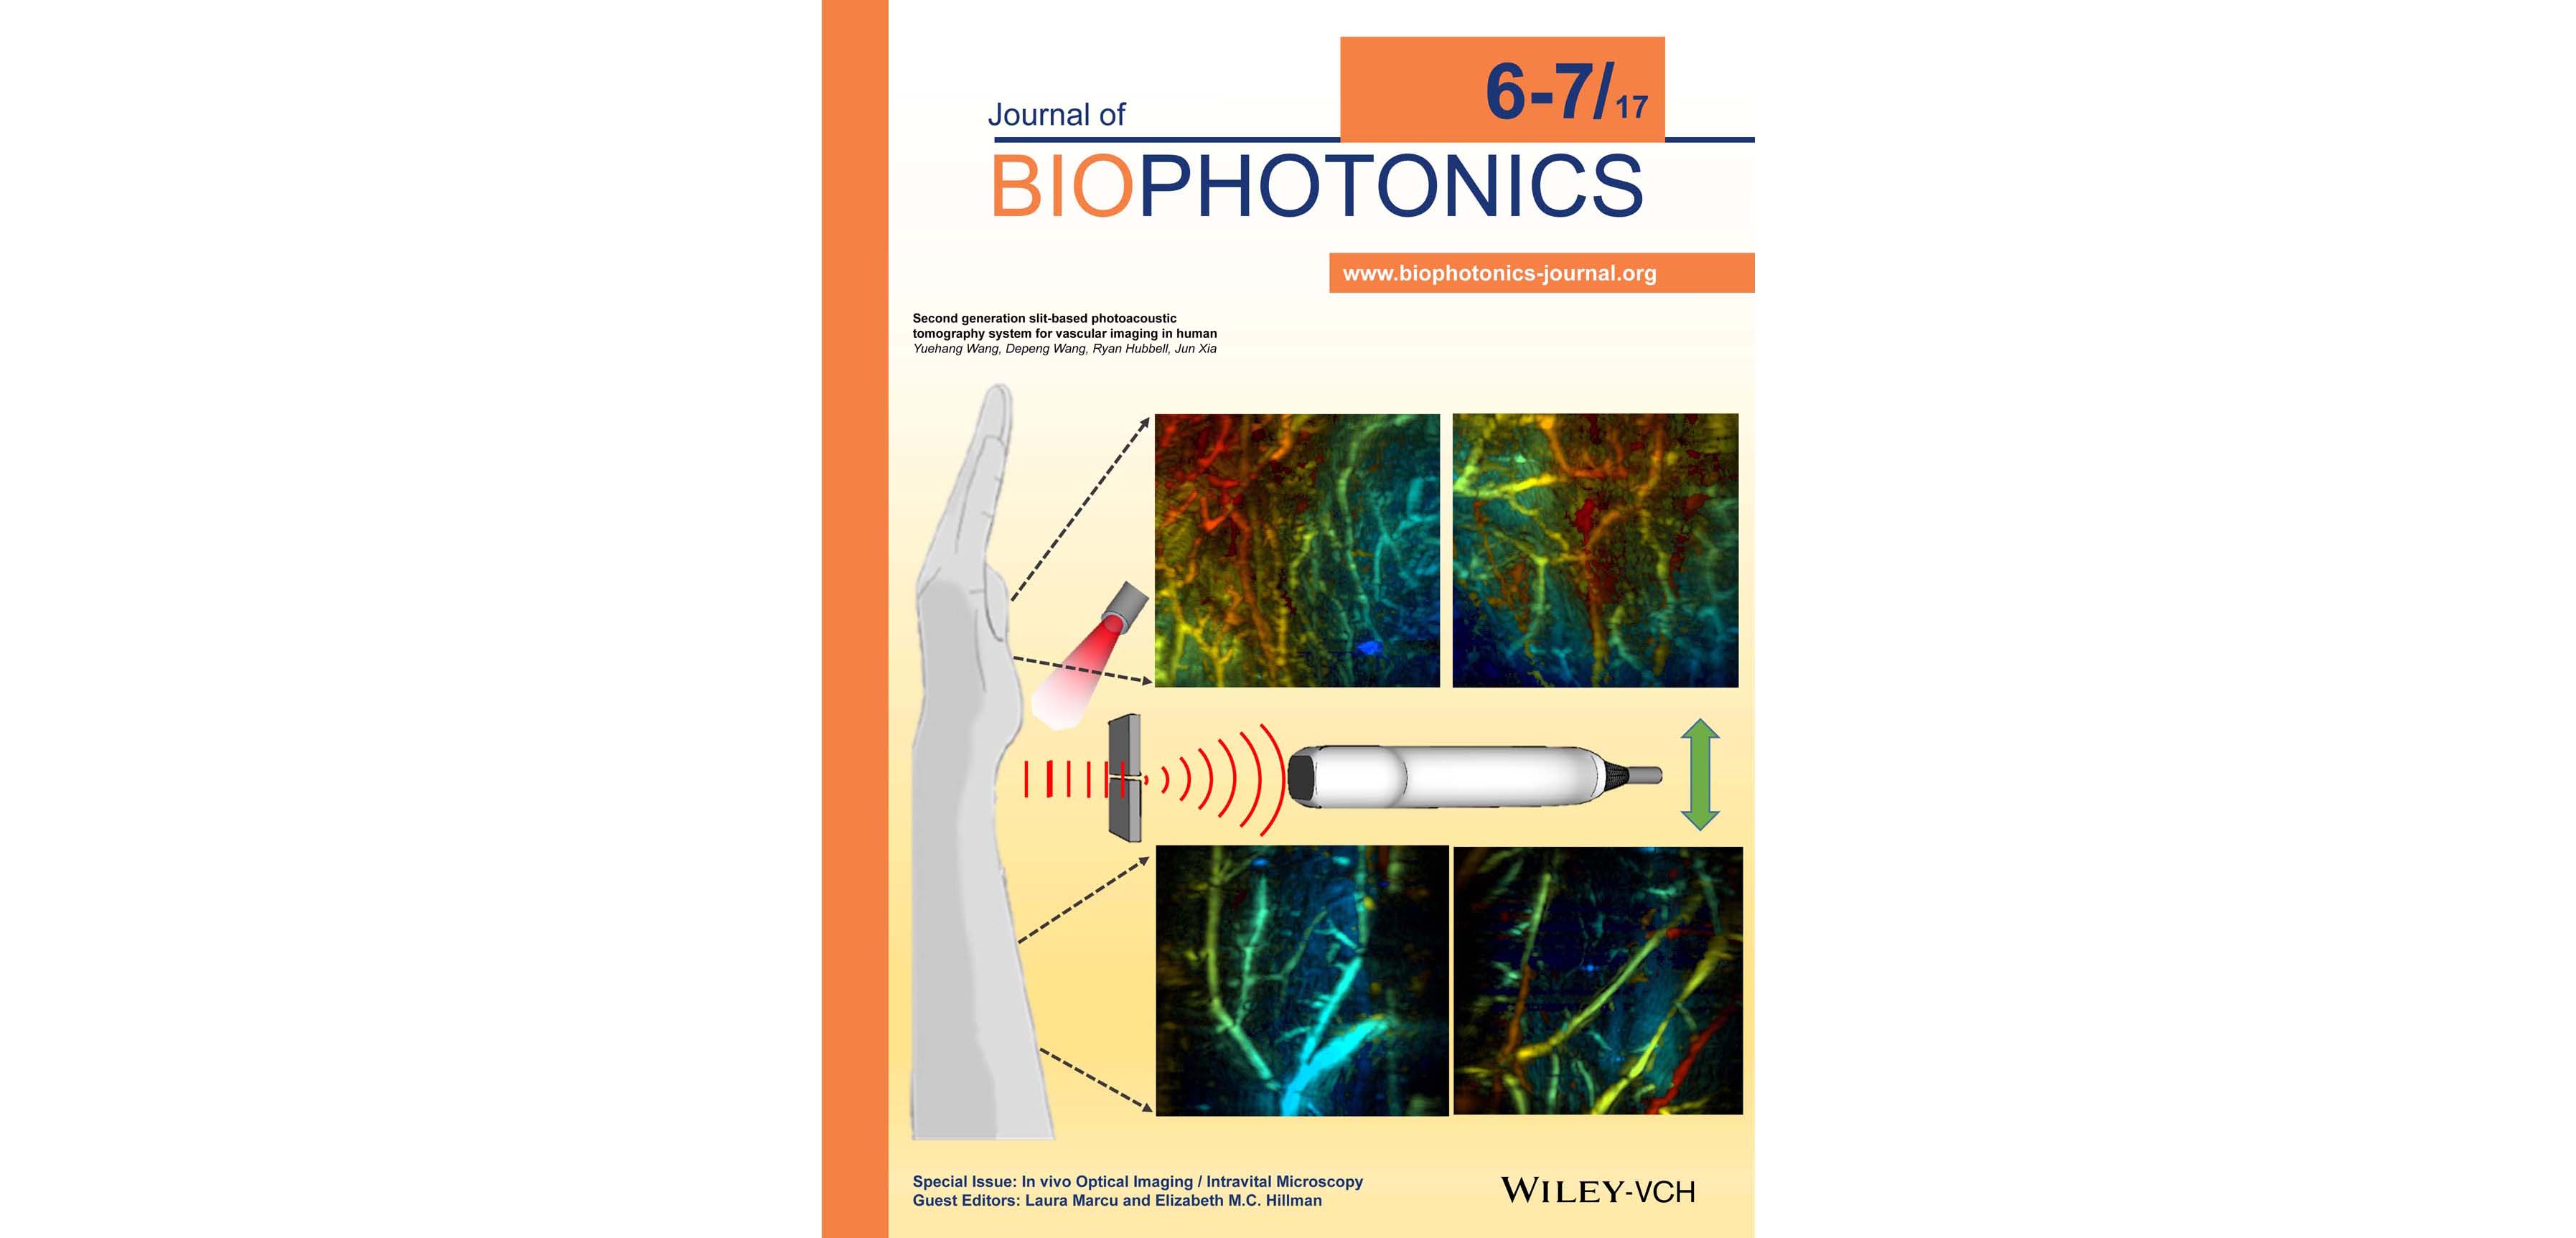 6-7/17
Journal of
BIOPHOTONICS
www.biophotonics-journal.org
Second generation slit-based photoacoustic
tomography system for vascular imaging in human
Yuehang Wang, Depeng Wang, Ryan Hubbell, Jun Xia
Special Issue: In vivo Optical Imaging / Intravital Microscopy
Guest Editors: Laura Marcu and Elizabeth M.C. Hillman
WILEY-VCH